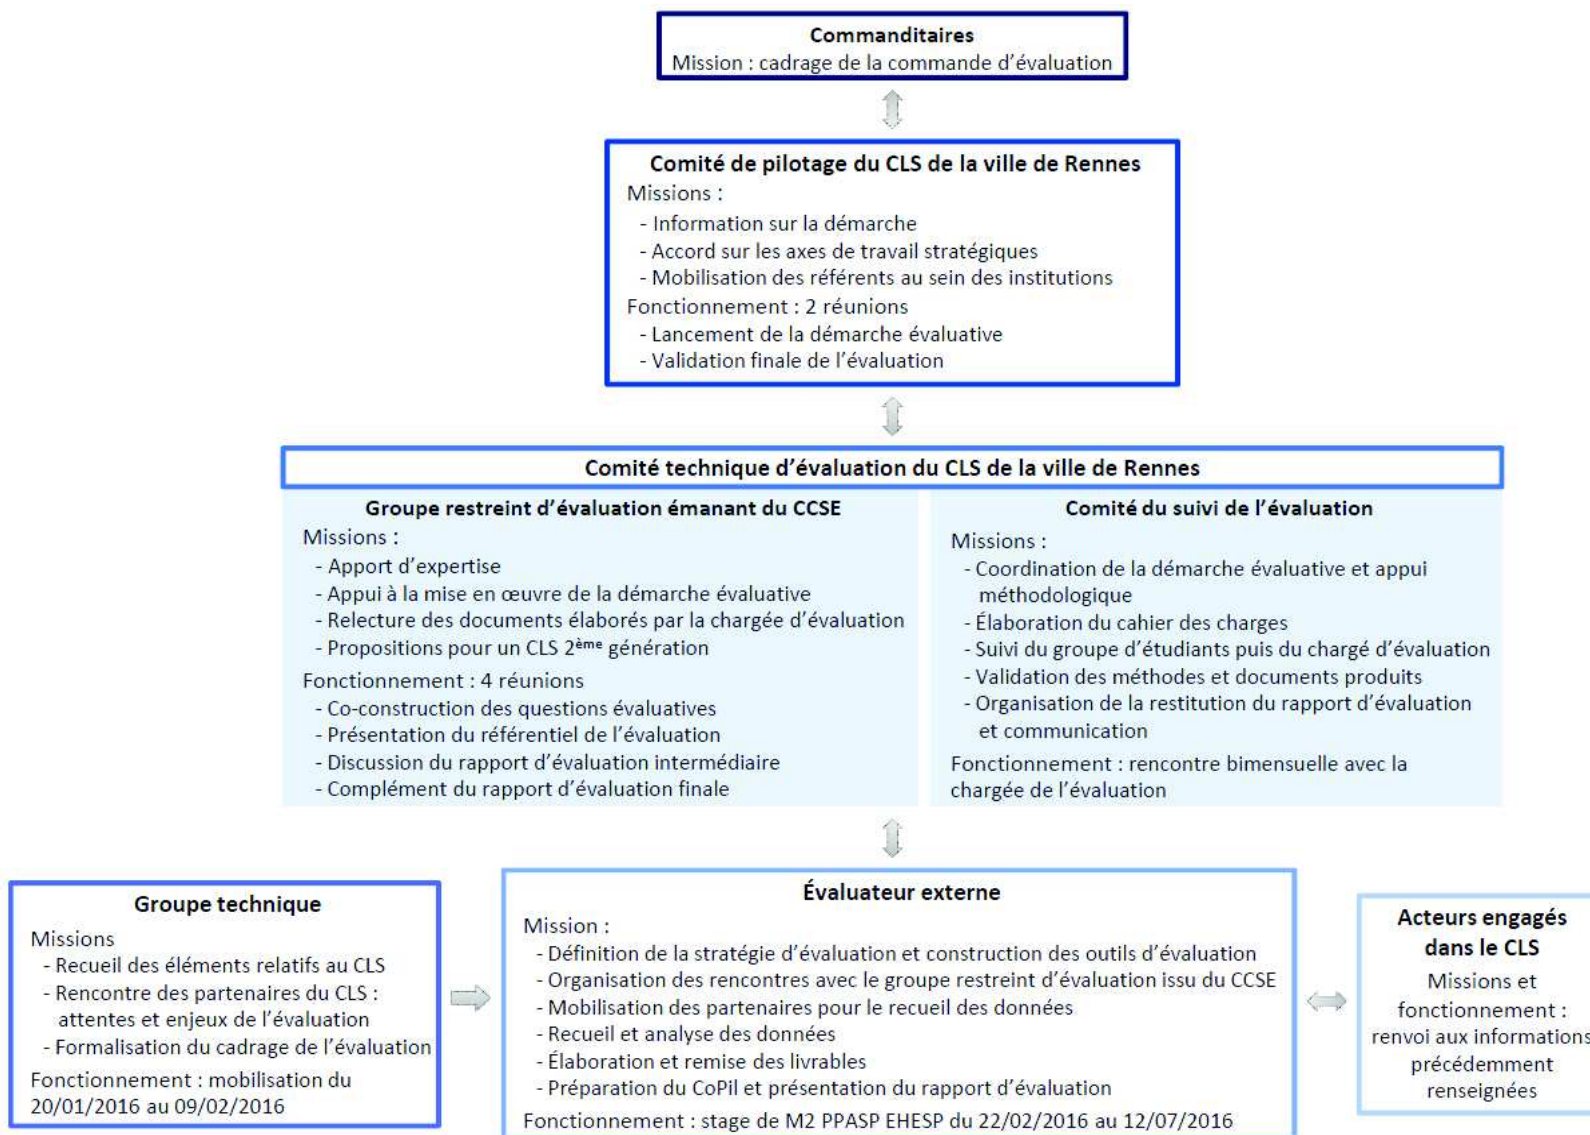 Commanditaires
Mission : cadrage de la commande d'évaluation
Comité de pilotage du CLS de la ville de Rennes
Missions :
- Information sur la démarche
- Accord sur les axes de travail stratégiques
- Mobilisation des référents au sein des institutions
Fonctionnement : 2 réunions
- Lancement de la démarche évaluative
- Validation finale de l'évaluation
Comité technique d'évaluation du CLS de la ville de Rennes
Groupe restreint d'évaluation émanant du CCSE
Missions :
- Apport d'expertise
- Appui à la mise en œuvre de la démarche évaluative
- Relecture des documents élaborés par la chargée d'évaluation
- Propositions pour un CLS 2ème génération
Fonctionnement : 4 réunions
- Co-construction des questions évaluatives
- Présentation du référentiel de l'évaluation
- Discussion du rapport d'évaluation intermédiaire
- Complément du rapport d'évaluation finale
Comité du suivi de l'évaluation
Missions :
- Coordination de la démarche évaluative et appui
méthodologique
- Élaboration du cahier des charges
- Suivi du groupe d'étudiants puis du chargé d'évaluation
- Validation des méthodes et documents produits
- Organisation de la restitution du rapport d'évaluation
et communication
Fonctionnement : rencontre bimensuelle avec la
chargée de l'évaluation
Groupe technique
Missions
- Recueil des éléments relatifs au CLS
- Rencontre des partenaires du CLS :
attentes et enjeux de l'évaluation
- Formalisation du cadrage de l'évaluation
Fonctionnement : mobilisation du
20/01/2016 au 09/02/2016
Évaluateur externe
Mission :
- Définition de la stratégie d'évaluation et construction des outils d'évaluation
- Organisation des rencontres avec le groupe restreint d'évaluation issu du CCSE
- Mobilisation des partenaires pour le recueil des données
- Recueil et analyse des données
- Élaboration et remise des livrables
- Préparation du CoPil et présentation du rapport d'évaluation
Fonctionnement : stage de M2 PPASP EHESP du 22/02/2016 au 12/07/2016
Acteurs engagés
dans le CLS
Missions et
fonctionnement :
renvoi aux informations
précédemment
renseignées